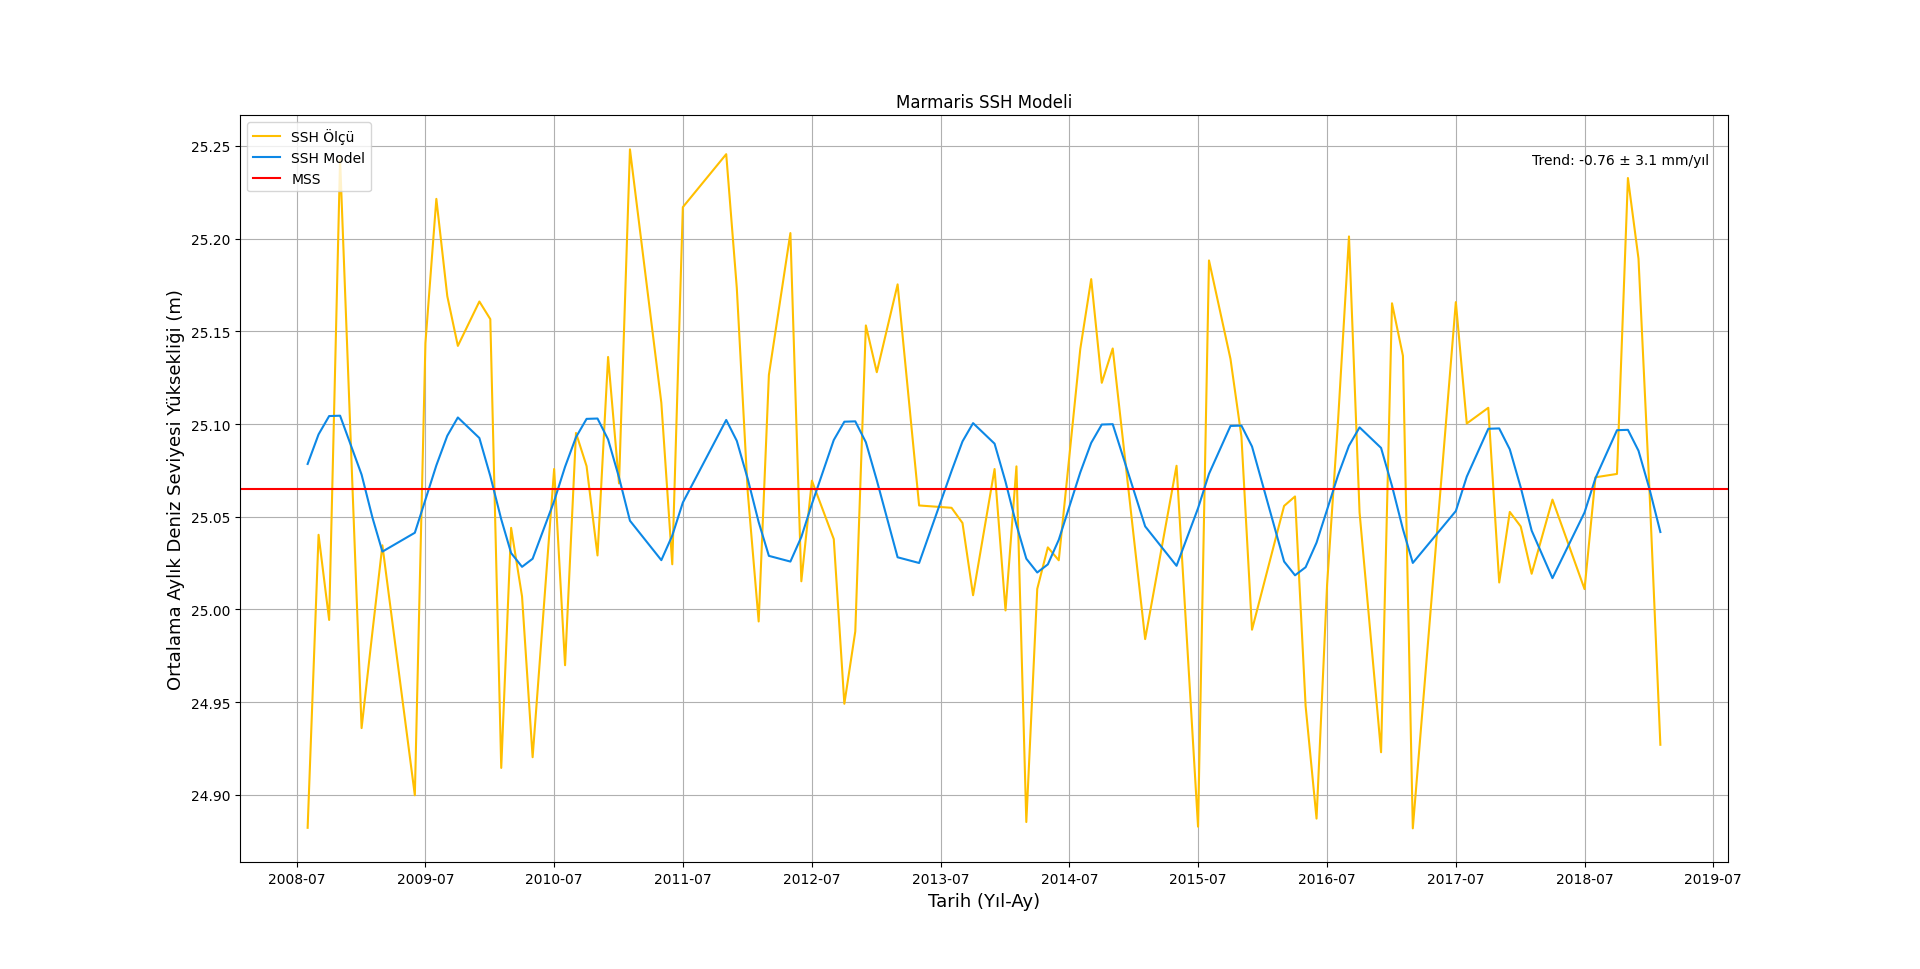 Marmaris SSH Modeli
SSH Ölçü
SSH Model
MSS
Trend: -0.76 ± 3.1 mm/yıl
Ortalama Aylık Deniz Seviyesi Yüksekliği (m)
25.25
25.20
25.15
25.10
25.05
25.00
24.95
24.90
2008-07 2009-07 2010-07 2011-07 2012-07 2013-07 2014-07 2015-07 2016-07 2017-07 2018-07 2019-07
Tarih (Yıl-Ay)